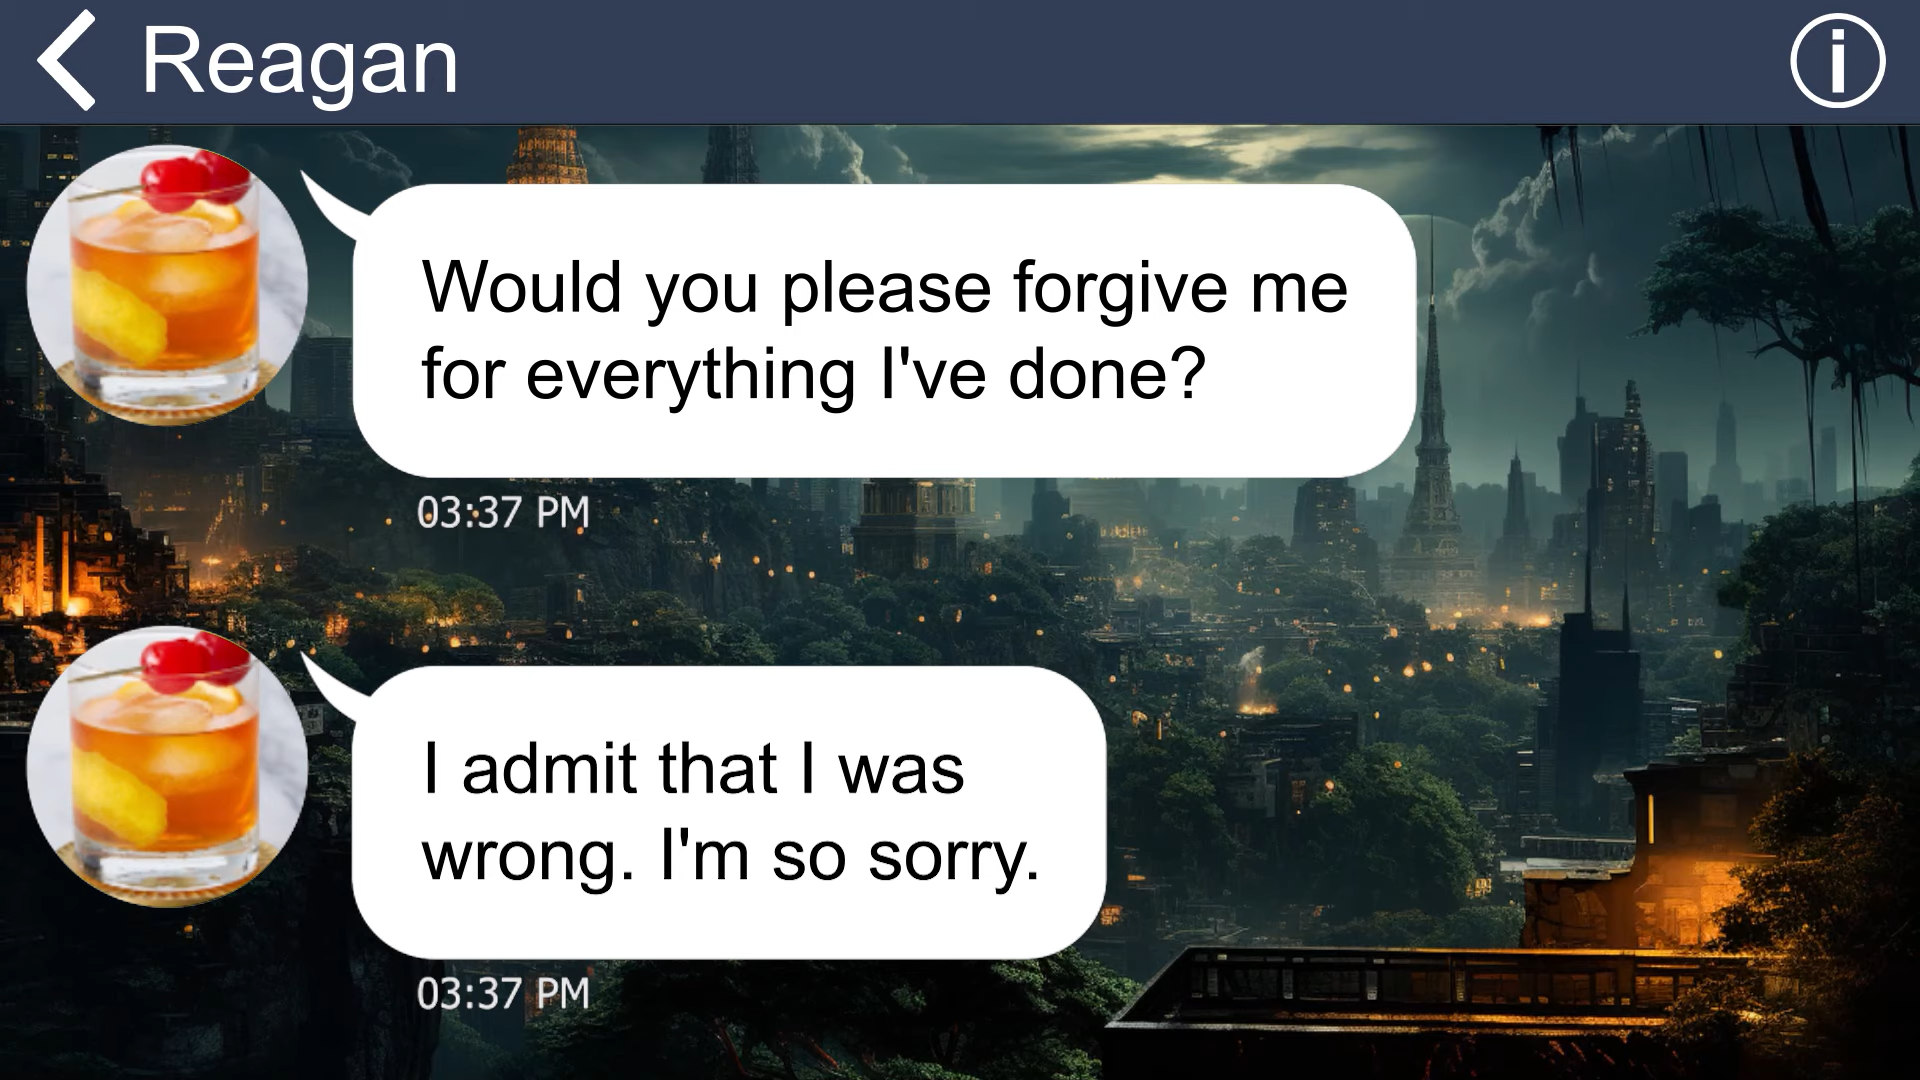 Reagan
Would you please forgive me
for everything I've done?
03:37 PM
I admit that I was
wrong. I'm so sorry.
03:37 PM